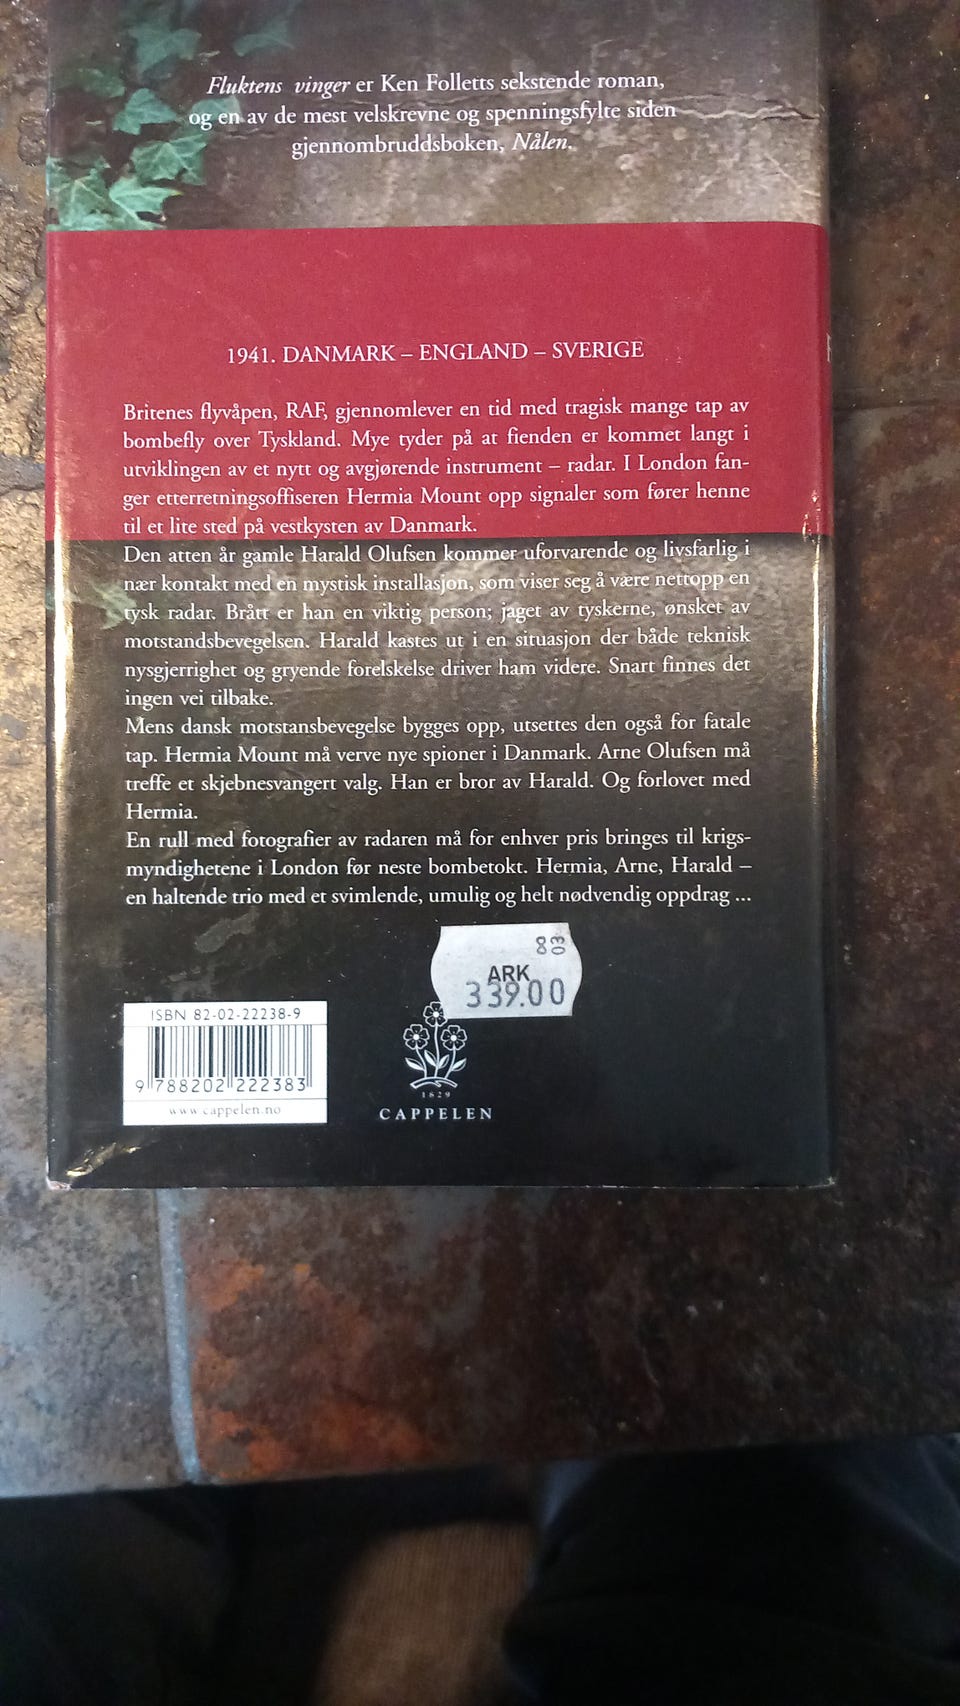 Fluktens vinger er Ken Folletts sekstende roman,
og en av de mest velskrevne og spenningsfylte siden
gjennombruddsboken, Nålen.
1941. DANMARK – ENGLAND – SVERIGE
Britenes flyvåpen, RAF, gjennomlever en tid med tragisk mange tap av
bombefly over Tyskland. Mye tyder på at fienden er kommet langt i
utviklingen av et nytt og avgjørende instrument – radar. I London fan-
ger etterretningsoffiseren Hermia Mount opp signaler som fører henne
til et lite sted på vestkysten av Danmark.
Den atten år gamle Harald Olufsen kommer uforvarende og livsfarlig i
nær kontakt med en mystisk installasjon, som viser seg å være nettopp en
tysk radar. Brått er han en viktig person; jaget av tyskerne, ønsket av
motstandsbevegelsen. Harald kastes ut i en situasjon der både teknisk
nysgjerrighet og gryende forelskelse driver ham videre. Snart finnes det
ingen vei tilbake.
Mens dansk motstansbevegelse bygges opp, utsettes den også for fatale
tap. Hermia Mount må verve nye spioner i Danmark. Arne Olufsen må
treffe et skjebnesvangert valg. Han er bror av Harald. Og forlovet med
Hermia.
En rull med fotografier av radaren må for enhver pris bringes til krigs-
myndighetene i London før neste bombetokt. Hermia, Arne, Harald –
en haltende trio med et svimlende, umulig og helt nødvendig oppdrag ...
8 03
ARK
339.00
ISBN 82-02-22238-9
9 788202 222383
www.cappelen.no
1829
CAPPELEN